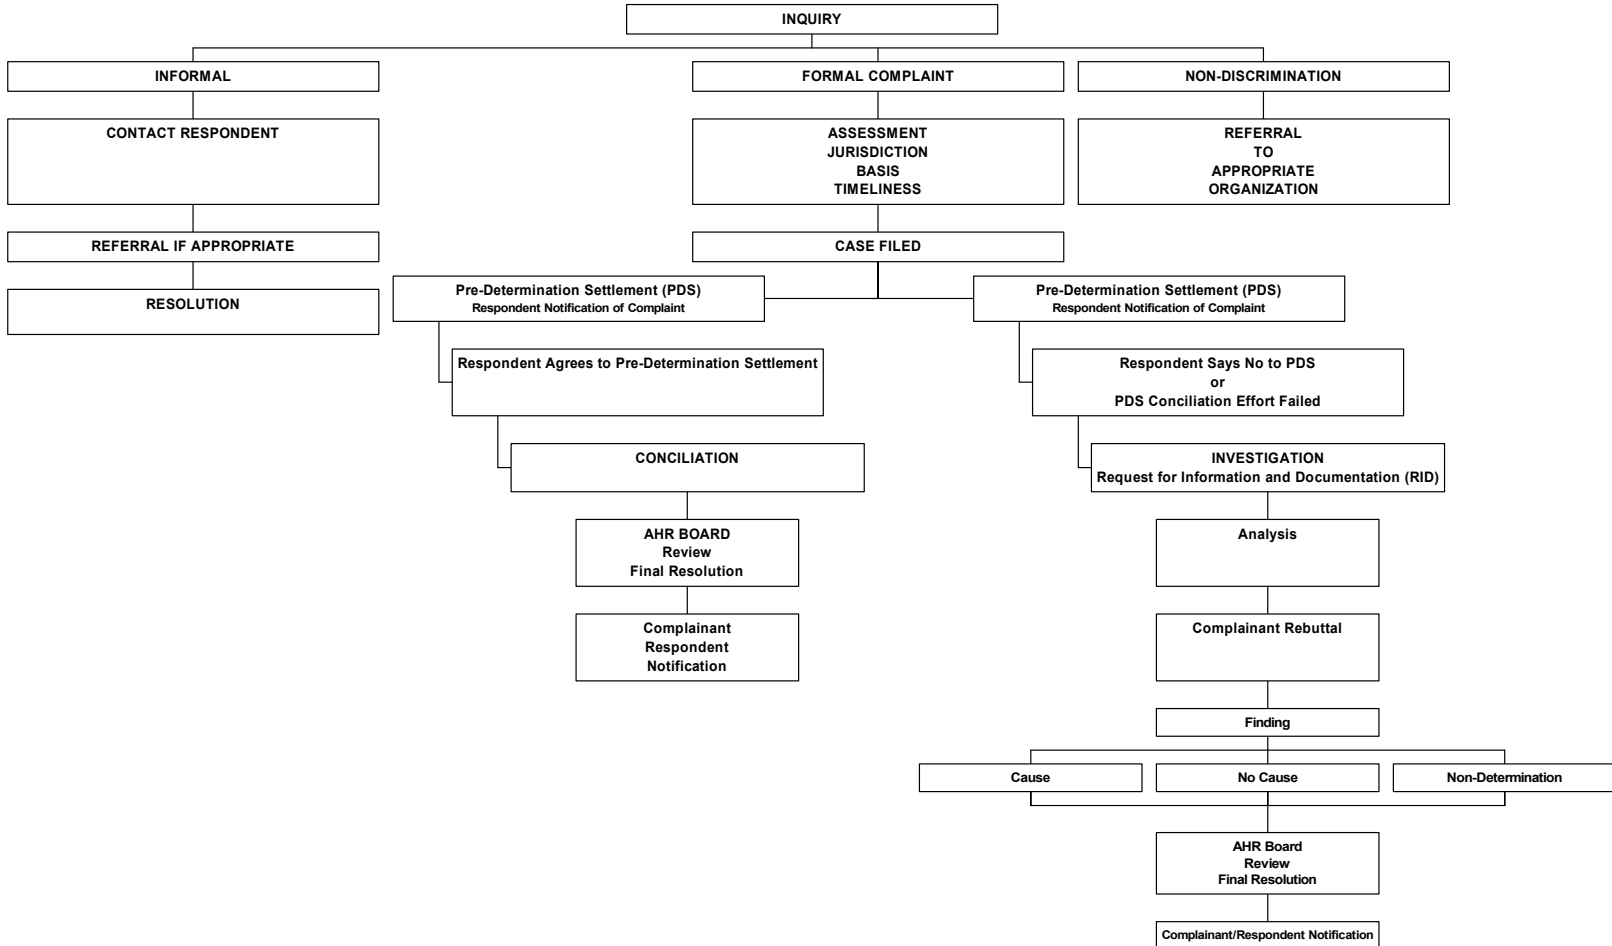 INQUIRY
INFORMAL
FORMAL COMPLAINT
NON-DISCRIMINATION
CONTACT RESPONDENT
ASSESSMENT
JURISDICTION
BASIS
TIMELINESS
REFERRAL
TO
APPROPRIATE
ORGANIZATION
REFERRAL IF APPROPRIATE
CASE FILED
RESOLUTION
Pre-Determination Settlement (PDS)
Respondent Notification of Complaint
Pre-Determination Settlement (PDS)
Respondent Notification of Complaint
Respondent Agrees to Pre-Determination Settlement
Respondent Says No to PDS
or
PDS Conciliation Effort Failed
CONCILIATION
INVESTIGATION
Request for Information and Documentation (RID)
AHR BOARD
Review
Final Resolution
Analysis
Complainant
Respondent
Notification
Complainant Rebuttal
Finding
Cause
No Cause
Non-Determination
AHR Board
Review
Final Resolution
Complainant/Respondent Notification